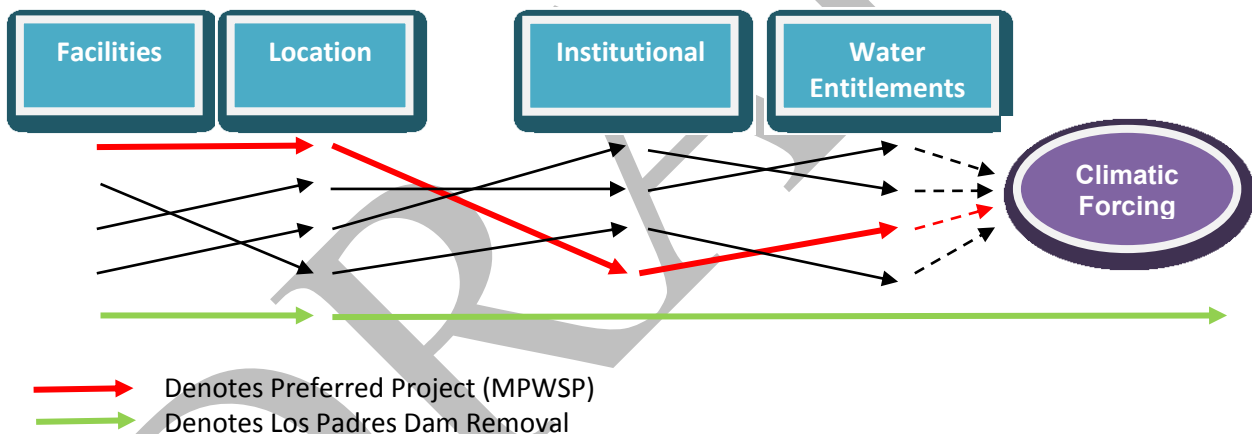 Facilities
Location
Institutional
Water
Entitlements
Climatic
Forcing
Denotes Preferred Project (MPWSP)
Denotes Los Padres Dam Removal